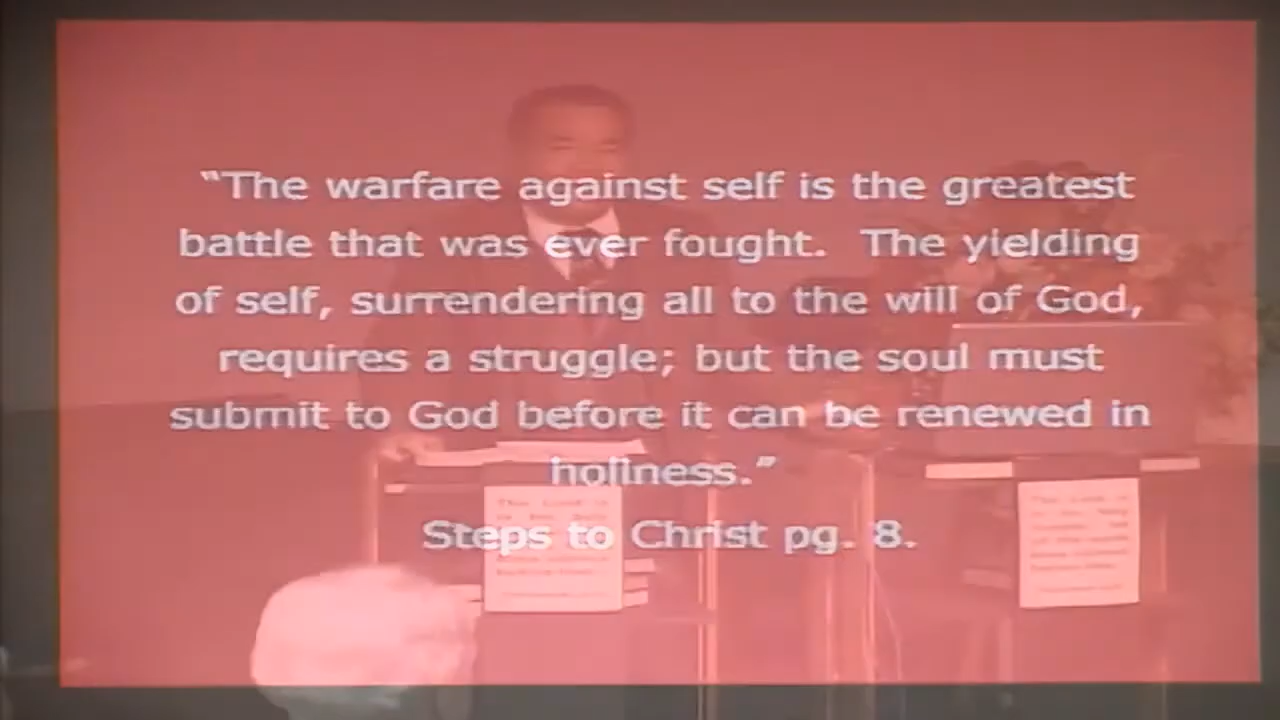 “The warfare against self is the greatest
battle that was ever fought.  The yielding
of self, surrendering all to the will of God,
requires a struggle; but the soul must
submit to God before it can be renewed in
holiness.”
Steps to Christ pg. 8.